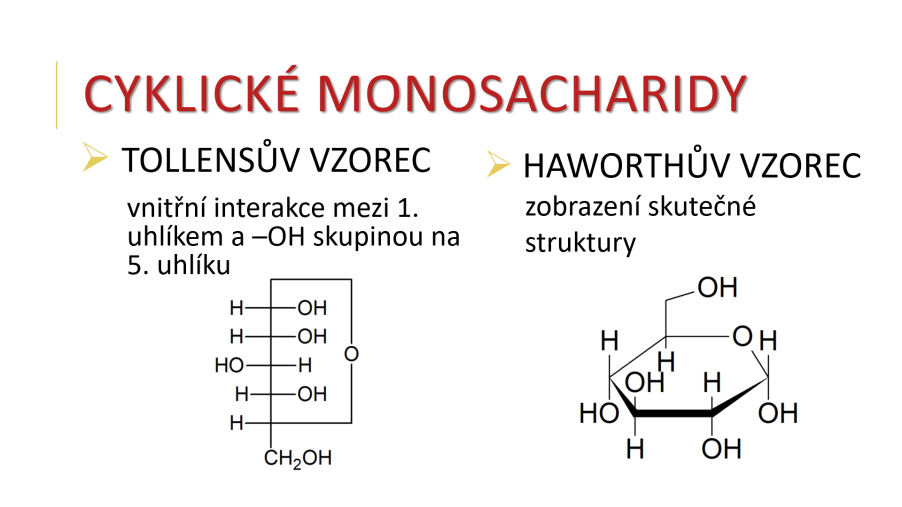 CYKLICKÉ MONOSACHARIDY
TOLLENSŮV VZOREC
vnitřní interakce mezi 1.
uhlíkem a –OH skupinou na
5. uhlíku
H OH
H OH
O
HO H
H OH
H
CH₂OH
HAWORTHŮV VZOREC
zobrazení skutečné
struktury
OH
H O H
H
OH H
HO OH
H OH